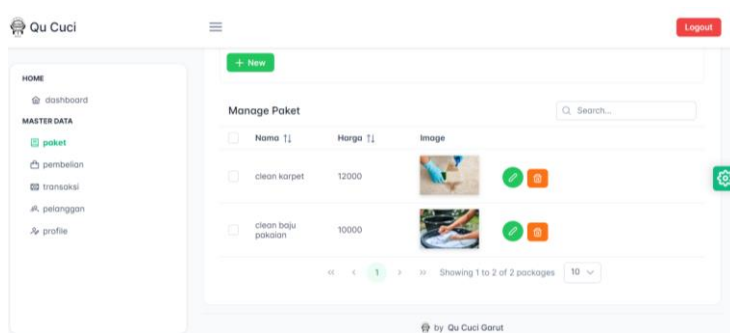 Qu Cuci
Logout
HOME
dashboard
MASTER DATA
paket
pembelian
transaksi
pelanggan
profile
+ New
Manage Paket
Search...
Nama Harga Image
clean karpet 12000
clean baju pakaian 10000
<< < 1 > >> Showing 1 to 2 of 2 packages 10
by Qu Cuci Garut